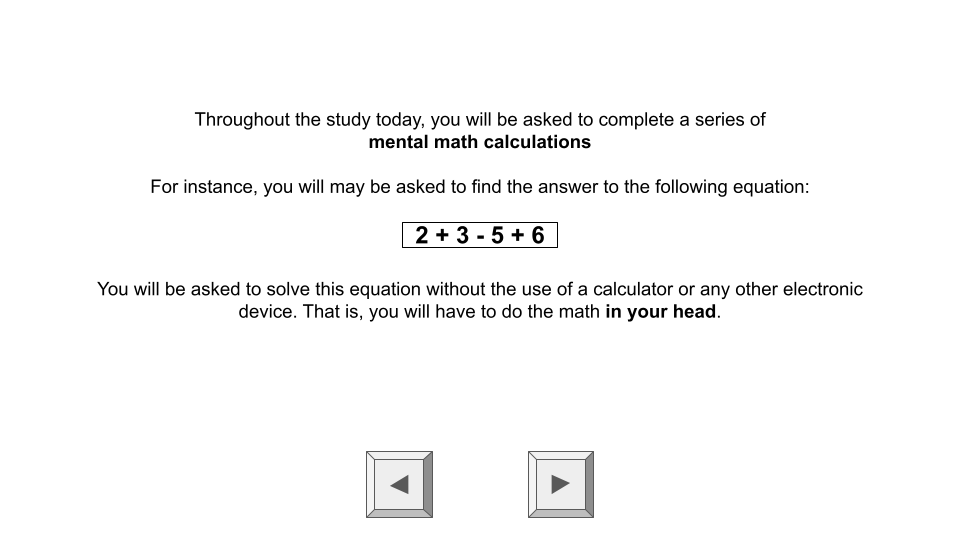 Throughout the study today, you will be asked to complete a series of
mental math calculations
For instance, you will may be asked to find the answer to the following equation:
2 + 3 - 5 + 6
You will be asked to solve this equation without the use of a calculator or any other electronic
device. That is, you will have to do the math in your head.